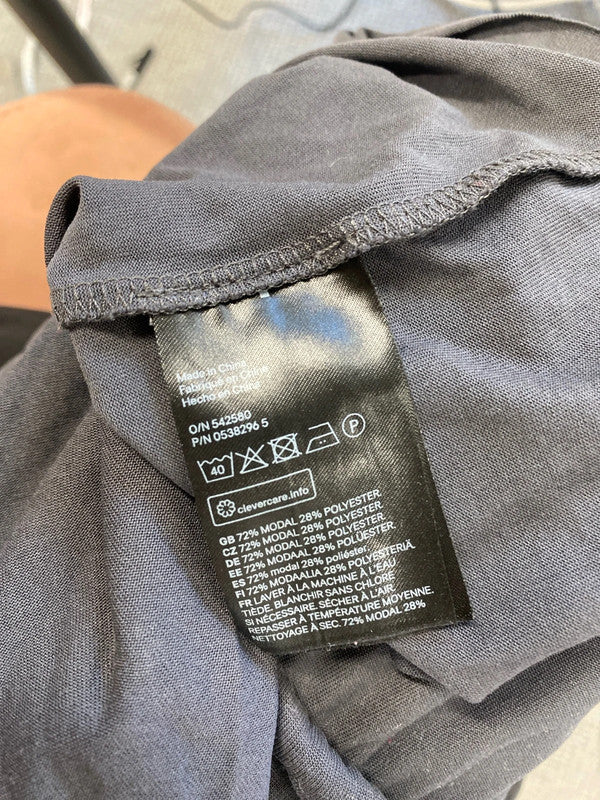 Made in China
Fabriqué en Chine
Hecho en China
O/N 542580
P/N 0538296 5
40 P
clevercare.info
GB 72% MODAL 28% POLYESTER.
CZ 72% MODAL 28% POLYESTER.
DE 72% MODAL 28% POLYESTER.
EE 72% MODAAL 28% POLÜESTER.
ES 72% modal 28% poliéster.
FI 72% MODAALIA 28% POLYESTERIÄ
FR LAVER À LA MACHINE À L'EAU
TIÈDE, BLANCHIR SANS CHLORE
SI NÉCESSAIRE. SÉCHER À L'AIR.
REPASSER À TEMPÉRATURE MOYENNE.
NETTOYAGE À SEC. 72% MODAL 28%